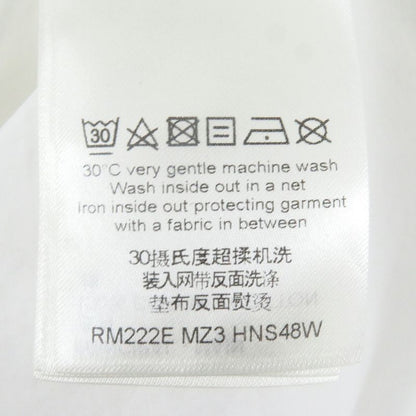 30
30°C very gentle machine wash
Wash inside out in a net
Iron inside out protecting garment
with a fabric in between
30摄氏度超揉机洗
装入网带反面洗涤
垫布反面熨烫
RM222E MZ3 HNS48W